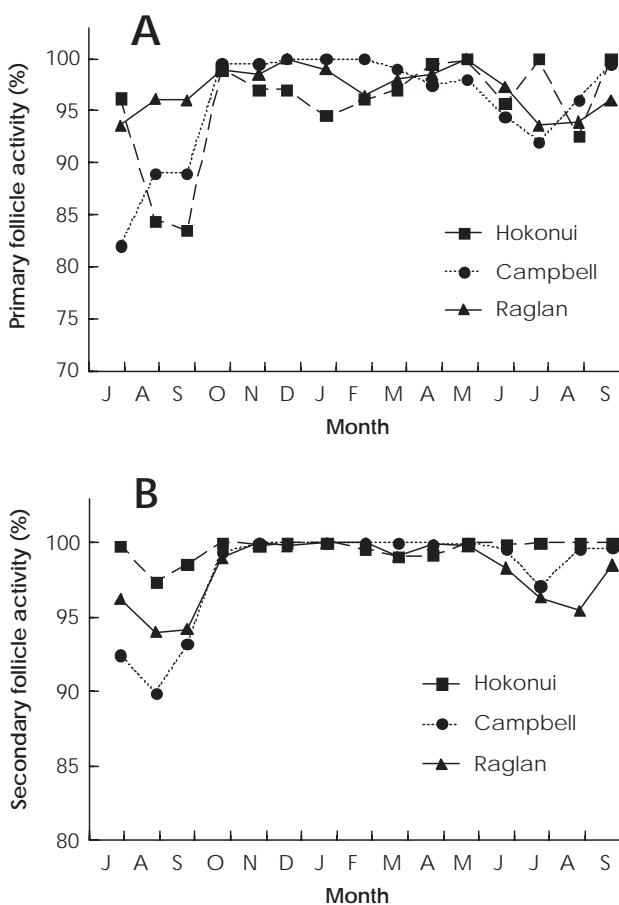 A
Primary follicle activity (%)
100
95
90
85
80
75
70
Hokonui
Campbell
Raglan
J A S O N D J F M A M J J A S
Month
B
Secondary follicle activity (%)
100
95
90
85
80
Hokonui
Campbell
Raglan
J A S O N D J F M A M J J A S
Month